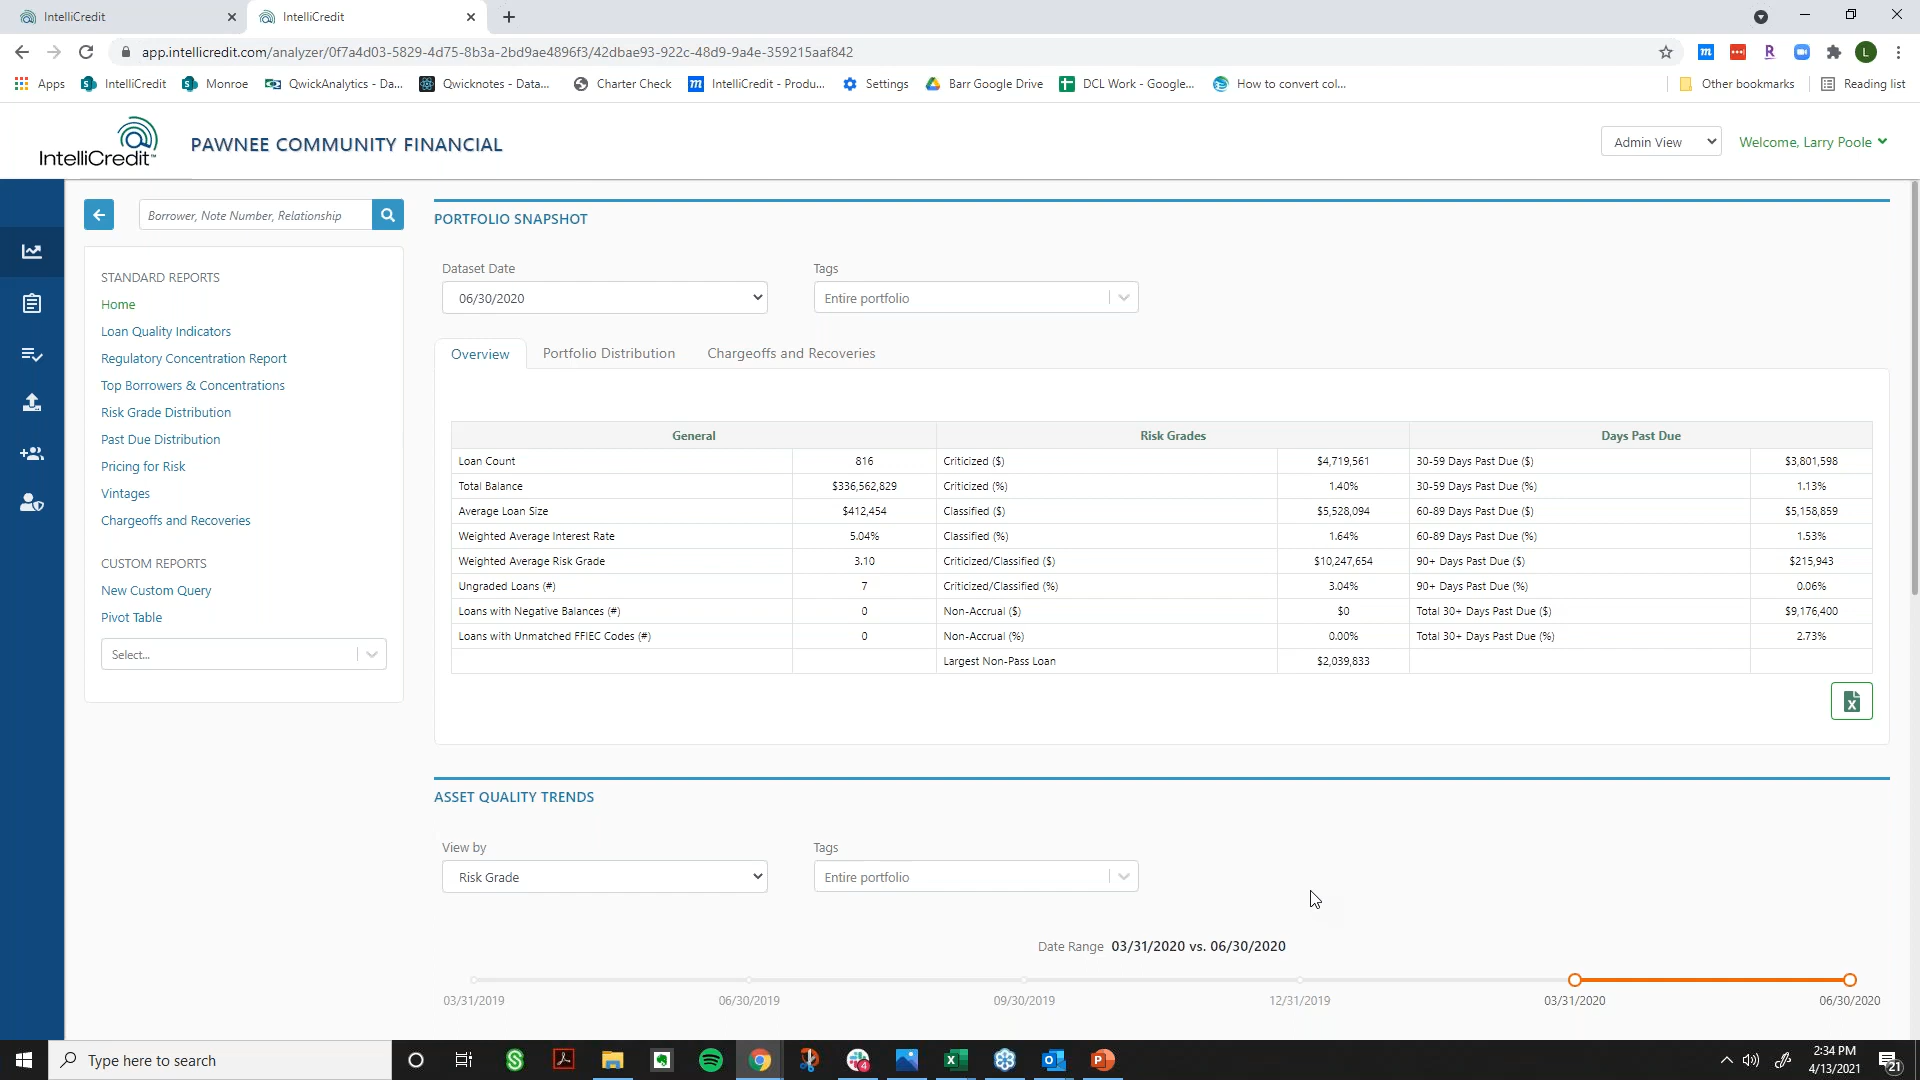 IntelliCredit
IntelliCredit
app.intellicredit.com/analyzer/0f7a4d03-5829-4d75-8b3a-2bd9ae4896f3/42dbae93-922c-48d9-9a4e-359215aaf842
L
Apps IntelliCredit Monroe QwickAnalytics - Da... Qwicknotes - Data... Charter Check IntelliCredit - Produ... Settings Barr Google Drive DCL Work - Google... How to convert col... Other bookmarks Reading list
IntelliCredit™
PAWNEE COMMUNITY FINANCIAL
Admin View
Welcome, Larry Poole
Borrower, Note Number, Relationship
STANDARD REPORTS
Home
Loan Quality Indicators
Regulatory Concentration Report
Top Borrowers & Concentrations
Risk Grade Distribution
Past Due Distribution
Pricing for Risk
Vintages
Chargeoffs and Recoveries
CUSTOM REPORTS
New Custom Query
Pivot Table
Select...
PORTFOLIO SNAPSHOT
Dataset Date Tags
06/30/2020 Entire portfolio
Overview Portfolio Distribution Chargeoffs and Recoveries
General Risk Grades Days Past Due
Loan Count 816 Criticized ($) $4,719,561 30-59 Days Past Due ($) $3,801,598
Total Balance $336,562,829 Criticized (%) 1.40% 30-59 Days Past Due (%) 1.13%
Average Loan Size $412,454 Classified ($) $5,528,094 60-89 Days Past Due ($) $5,158,859
Weighted Average Interest Rate 5.04% Classified (%) 1.64% 60-89 Days Past Due (%) 1.53%
Weighted Average Risk Grade 3.10 Criticized/Classified ($) $10,247,654 90+ Days Past Due ($) $215,943
Ungraded Loans (#) 7 Criticized/Classified (%) 3.04% 90+ Days Past Due (%) 0.06%
Loans with Negative Balances (#) 0 Non-Accrual ($) $0 Total 30+ Days Past Due ($) $9,176,400
Loans with Unmatched FFIEC Codes (#) 0 Non-Accrual (%) 0.00% Total 30+ Days Past Due (%) 2.73%
Largest Non-Pass Loan $2,039,833
ASSET QUALITY TRENDS
View by Tags
Risk Grade Entire portfolio
Date Range 03/31/2020 vs. 06/30/2020
03/31/2019 06/30/2019 09/30/2019 12/31/2019 03/31/2020 06/30/2020
Type here to search
4
2:34 PM
4/13/2021
21